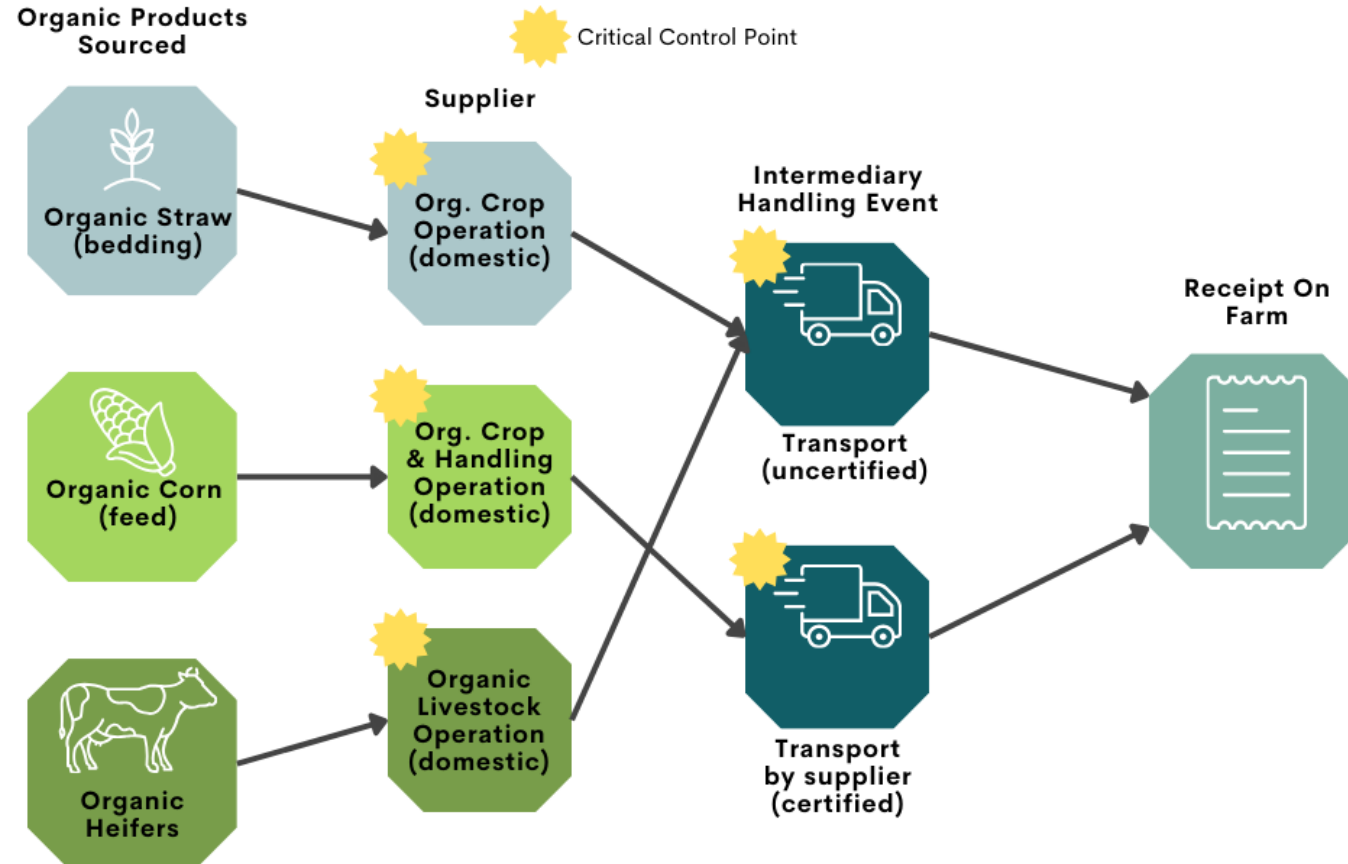 Organic Products
Sourced
Critical Control Point
Supplier
Intermediary
Handling Event
Receipt On
Farm
Organic Straw
(bedding)
Org. Crop
Operation
(domestic)
Transport
(uncertified)
Organic Corn
(feed)
Org. Crop
& Handling
Operation
(domestic)
Organic
Heifers
Organic
Livestock
Operation
(domestic)
Transport
by supplier
(certified)